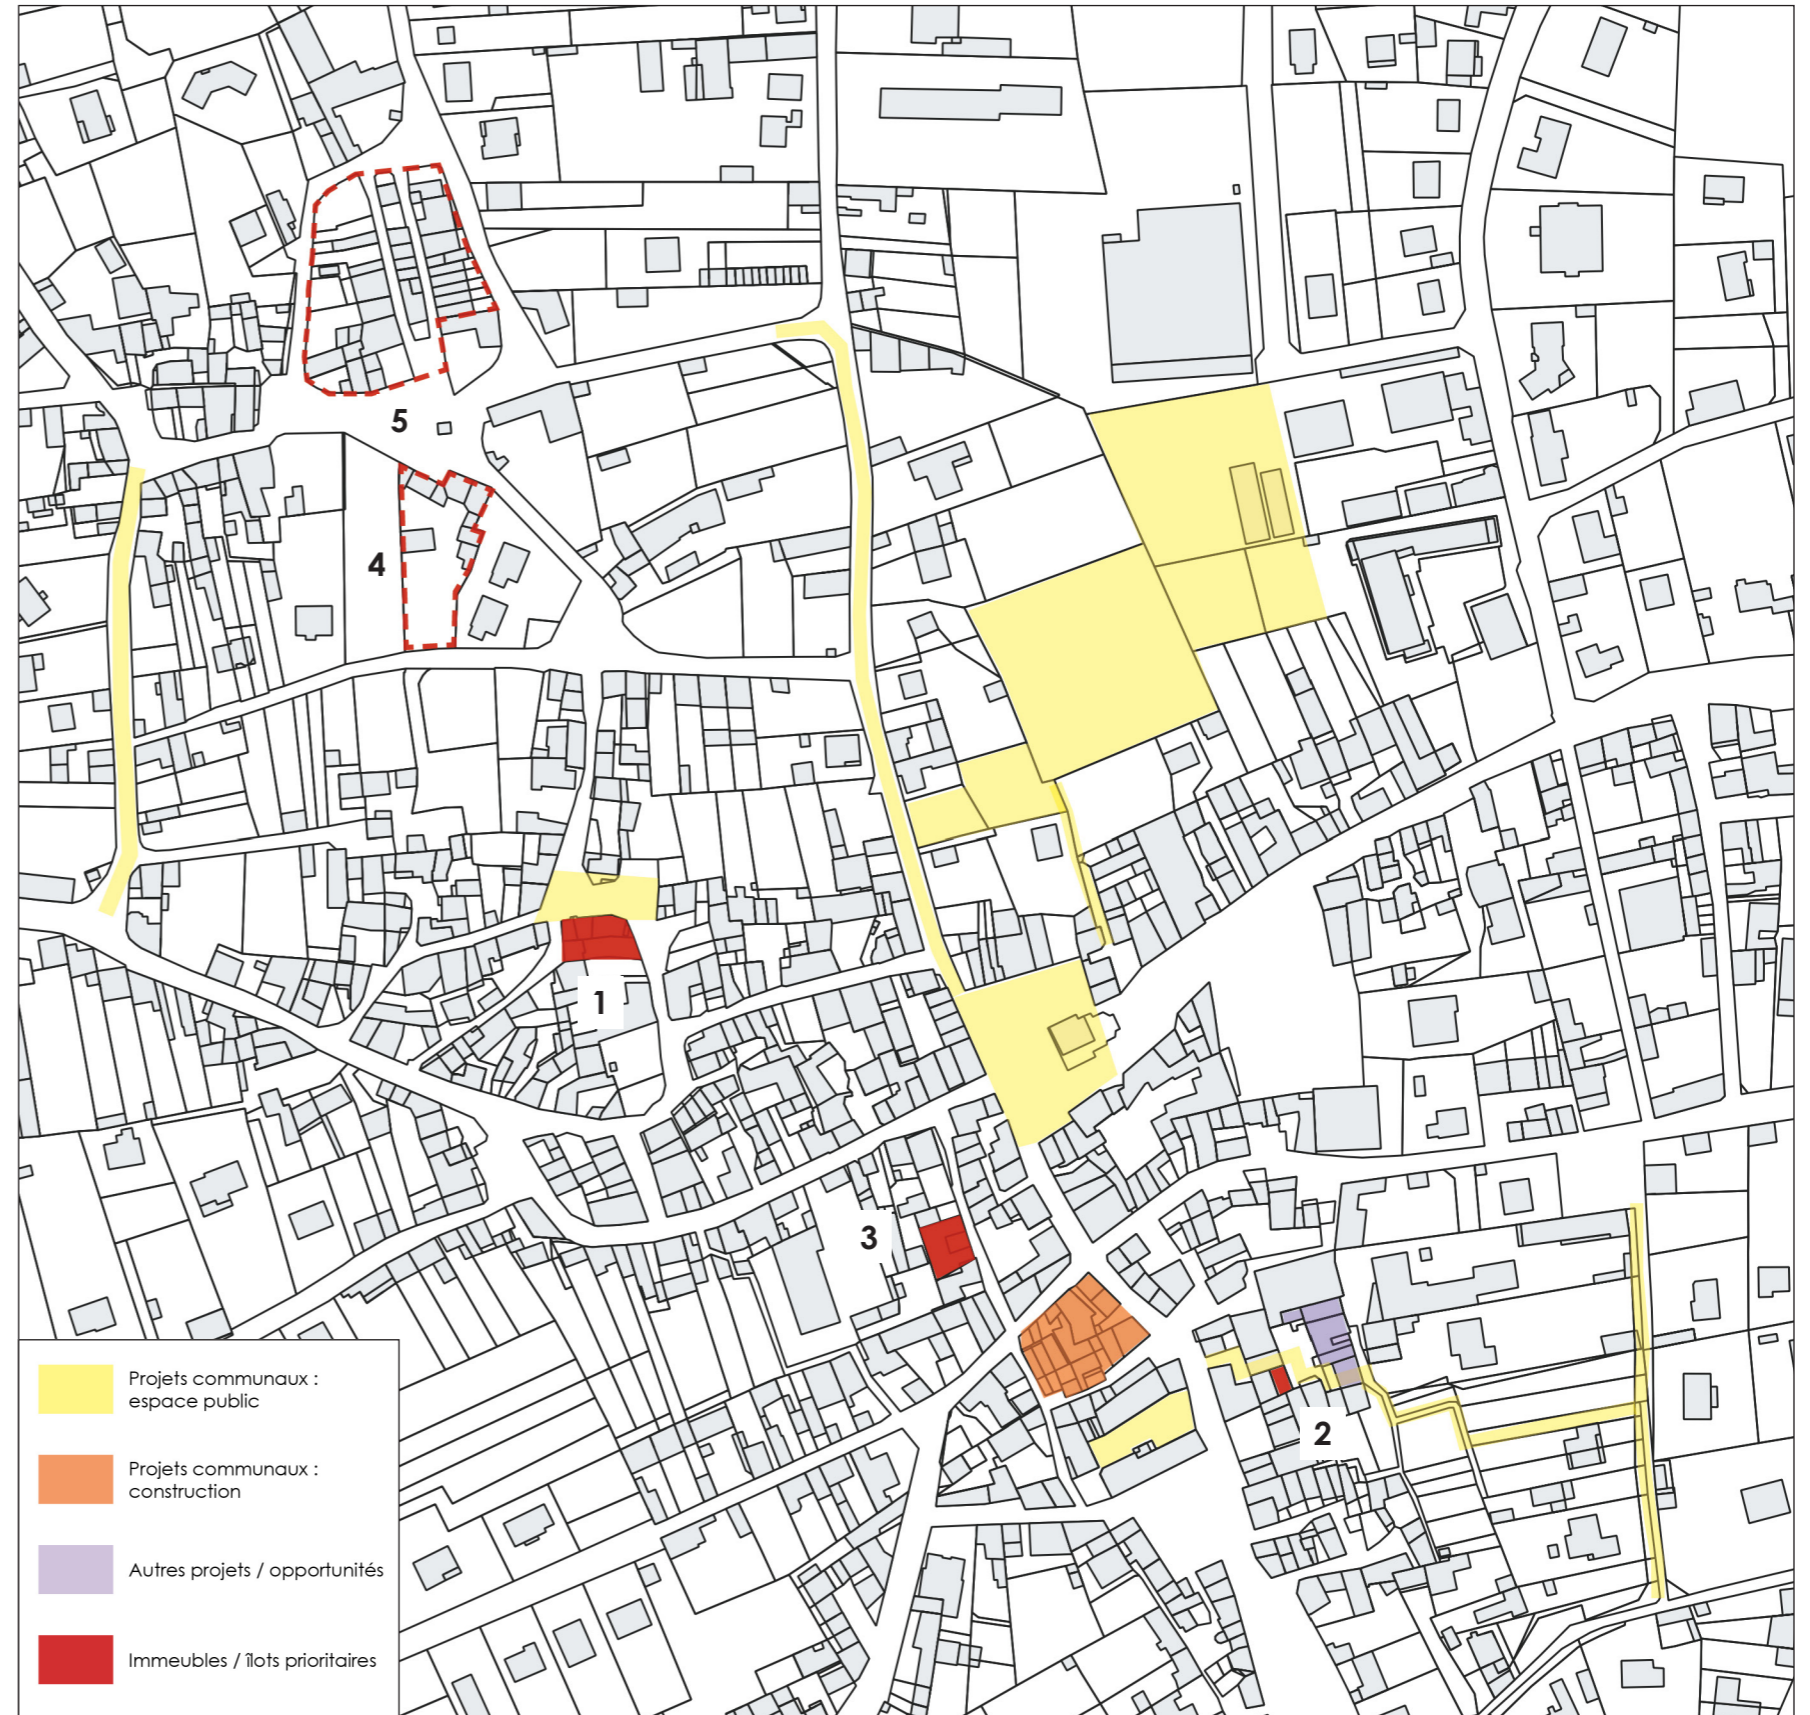 5
4
1
3
2
Projets communaux :
espace public
Projets communaux :
construction
Autres projets / opportunités
Immeubles / îlots prioritaires